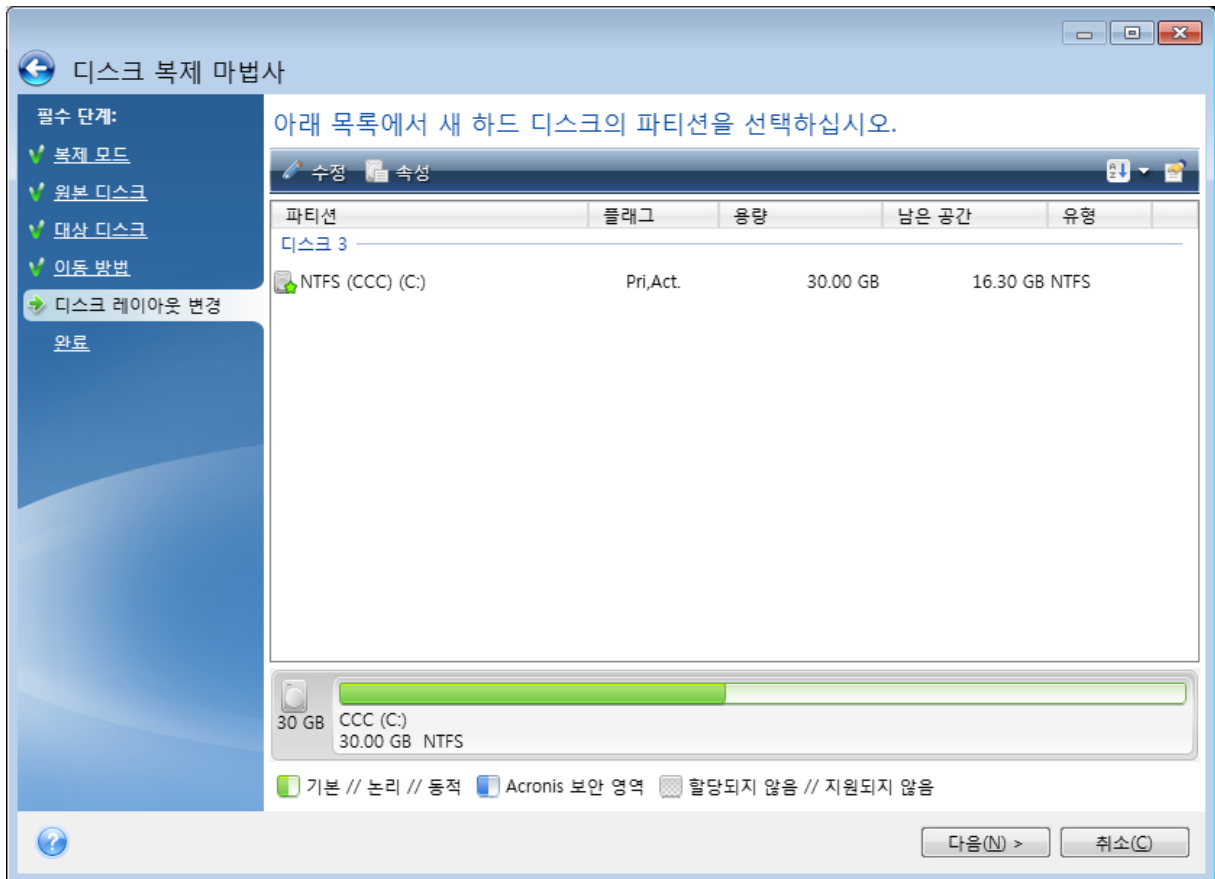 디스크 복제 마법사
필수 단계:
복제 모드
원본 디스크
대상 디스크
이동 방법
디스크 레이아웃 변경
완료
아래 목록에서 새 하드 디스크의 파티션을 선택하십시오.
수정 속성
파티션 플래그 용량 남은 공간 유형
디스크 3
NTFS (CCC) (C:) Pri,Act. 30.00 GB 16.30 GB NTFS
30 GB CCC (C:)
30.00 GB NTFS
기본 // 논리 // 동적 Acronis 보안 영역 할당되지 않음 // 지원되지 않음
다음(N) > 취소(C)